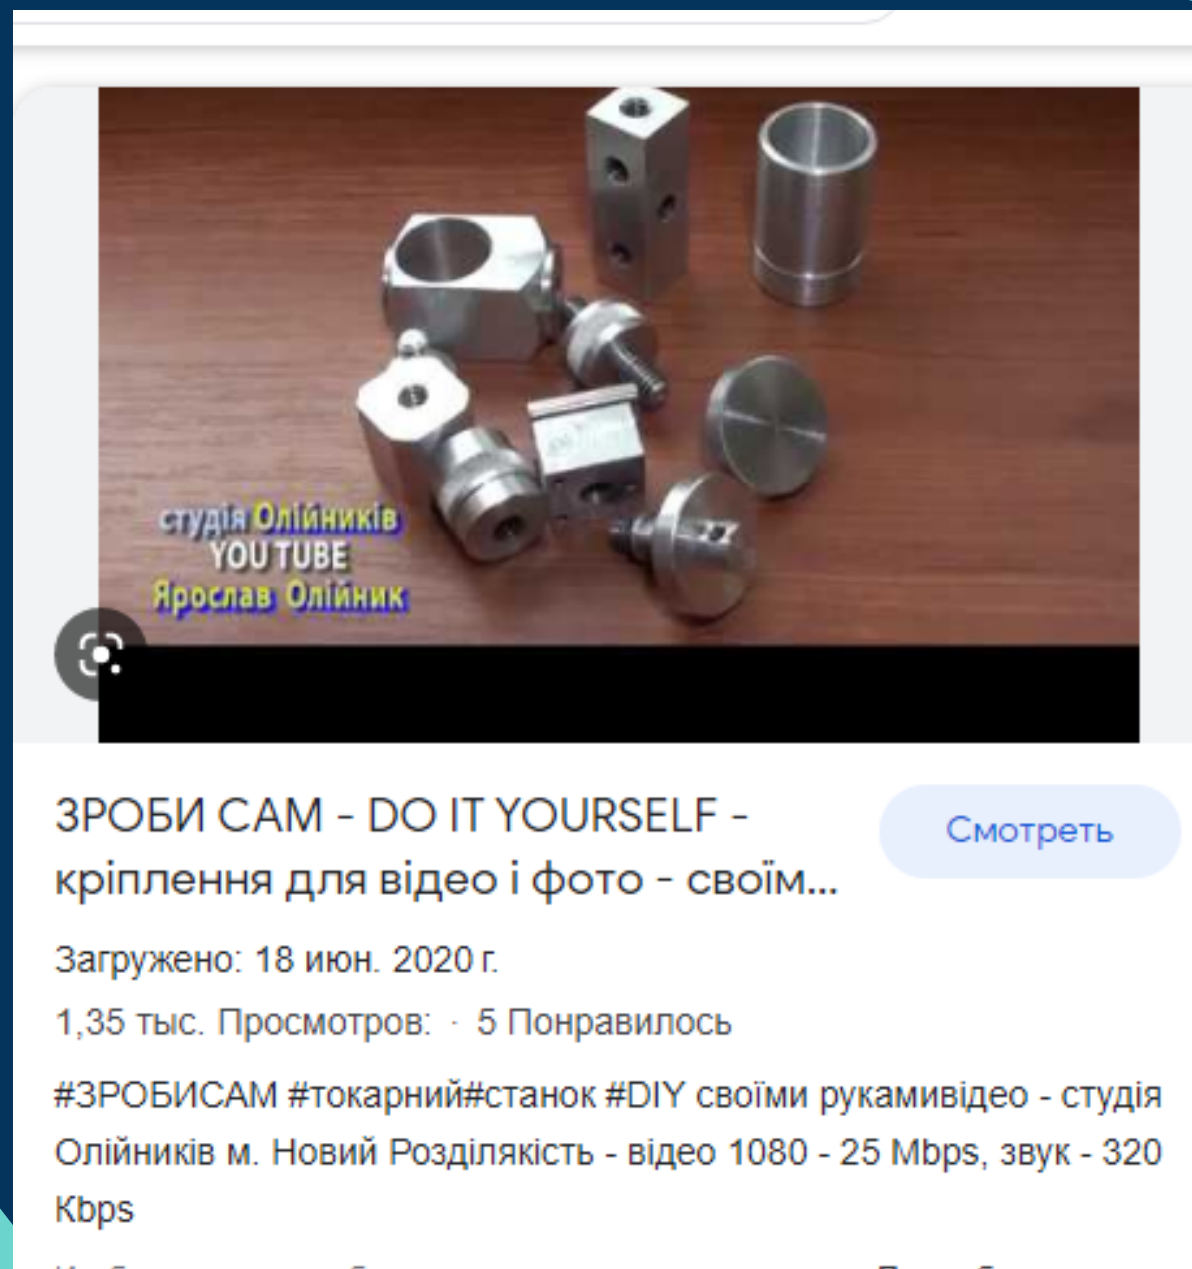 студія Олійників
YOU TUBE
Ярослав Олійник
ЗРОБИ САМ - DO IT YOURSELF -
кріплення для відео і фото - своїм...
Смотреть
Загружено: 18 июн. 2020 г.
1,35 тыс. Просмотров: · 5 Понравилось
#ЗРОБИСАМ #токарний#станок #DIY своїми рукамивідео - студія
Олійників м. Новий Розділякість - відео 1080 - 25 Mbps, звук - 320
Kbps